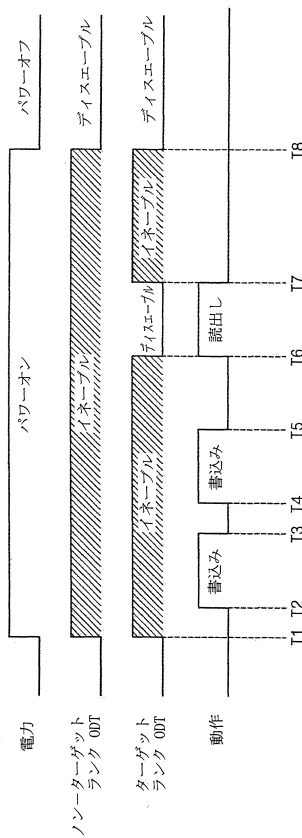 電力
パワーオン
パワーオフ
ノン－ターゲット
ランク ODT
イネーブル
ディスエーブル
ターゲット
ランク ODT
イネーブル
ディスエーブル
イネーブル
ディスエーブル
動作
書込み
書込み
読出し
T1 T2 T3 T4 T5 T6 T7 T8